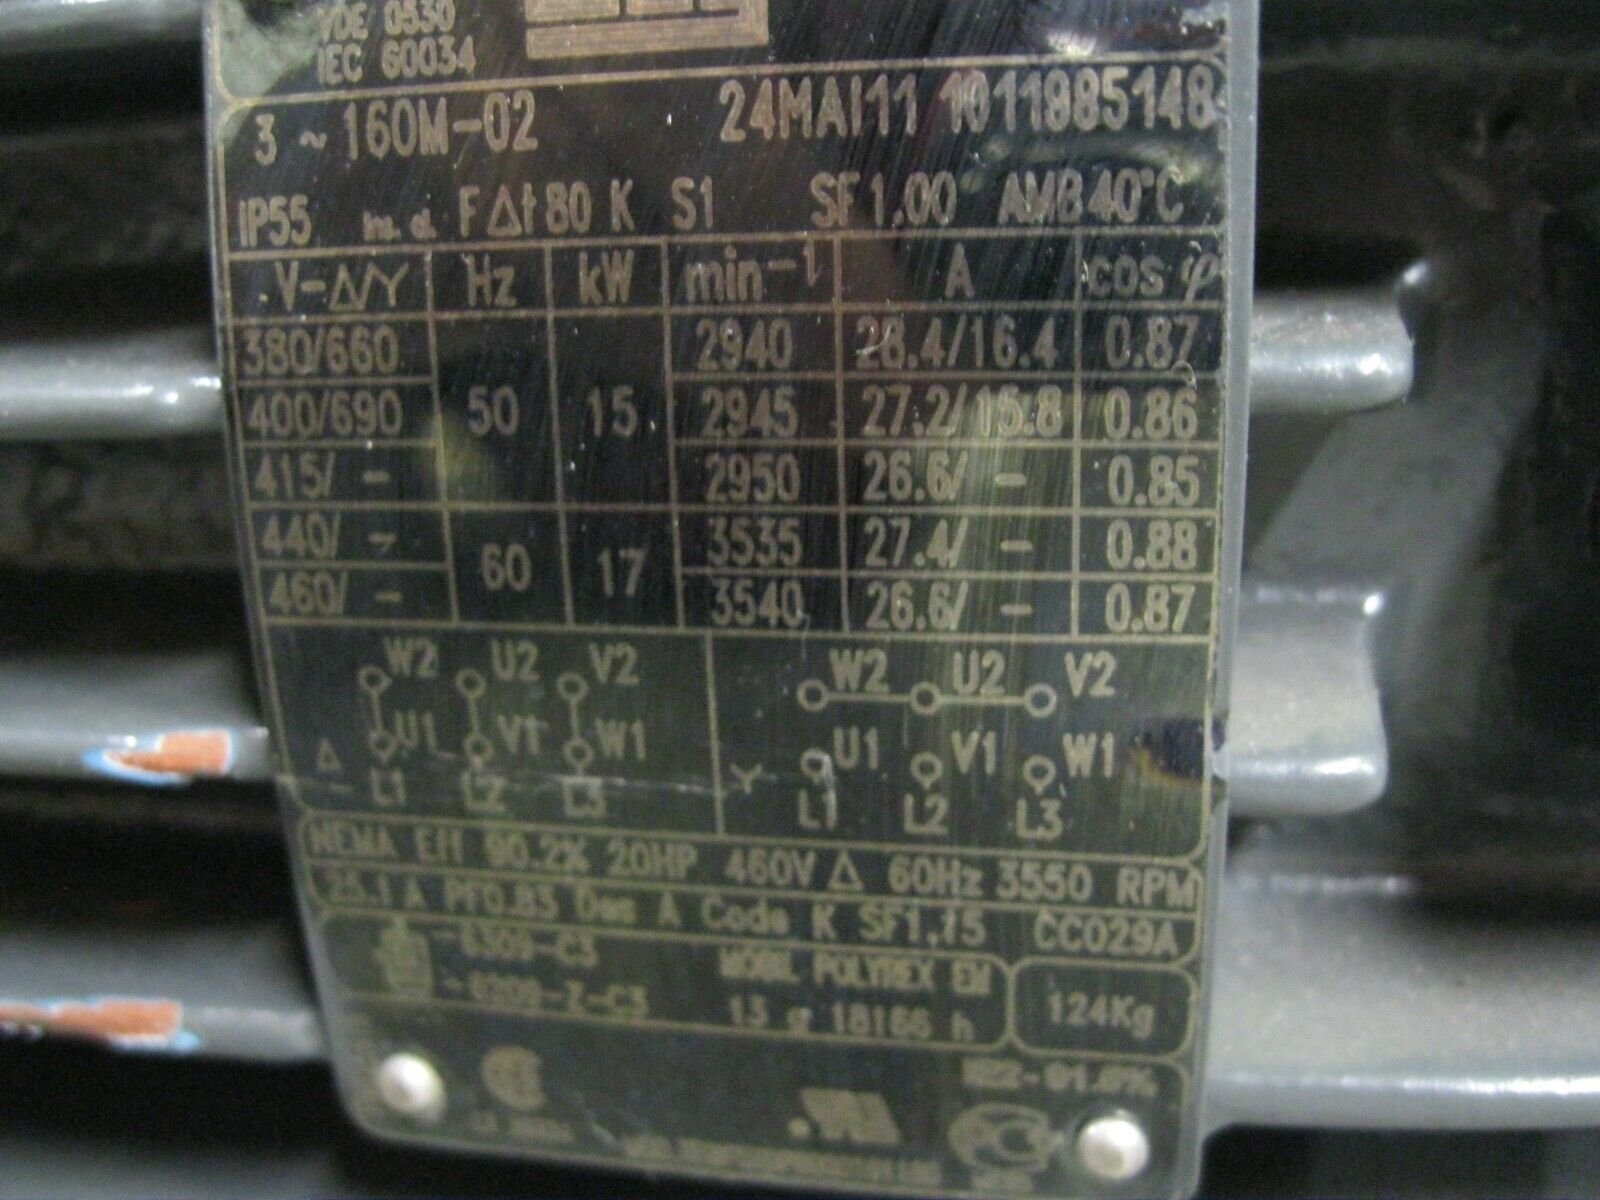 VDE 0530
IEC 60034
3 ~ 160M-02 24MAI11 1011985148
IP55 Ins. cl. F Δt 80 K S1 SF 1.00 AMB 40°C
V-Δ/Y Hz kW min-1 A cos φ
380/660 50 15 2940 28.4/16.4 0.87
400/690 2945 27.2/15.8 0.86
415/ - 2950 26.6/ - 0.85
440/ - 60 17 3535 27.4/ - 0.88
460/ - 3540 26.6/ - 0.87
W2 U2 V2 W2 U2 V2
Δ U1 V1 W1 Y U1 V1 W1
L1 L2 L3 L1 L2 L3
NEMA Eff 90.2% 20HP 460V Δ 60Hz 3550 RPM
25.1 A Pf 0.83 Des A Code K SF1.15 CC029A
6309-C3 MOBIL POLYREX EM
Z-C3 13 g 18166 h 124Kg